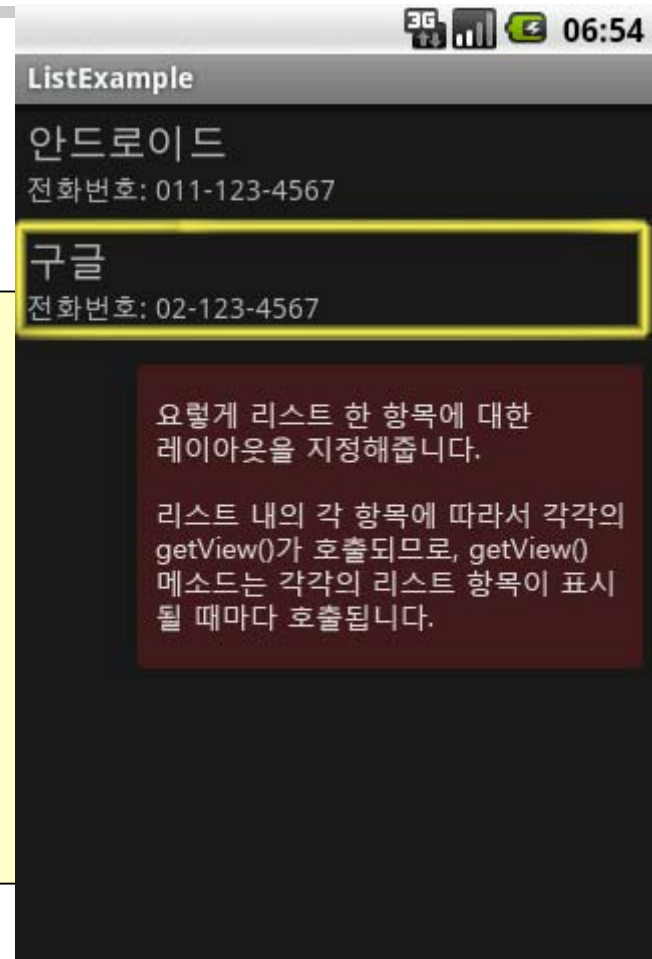 3G
06:54
ListExample
안드로이드
전화번호: 011-123-4567
구글
전화번호: 02-123-4567
요렇게 리스트 한 항목에 대한
레이아웃을 지정해줍니다.
리스트 내의 각 항목에 따라서 각각의
getView()가 호출되므로, getView()
메소드는 각각의 리스트 항목이 표시
될 때마다 호출됩니다.